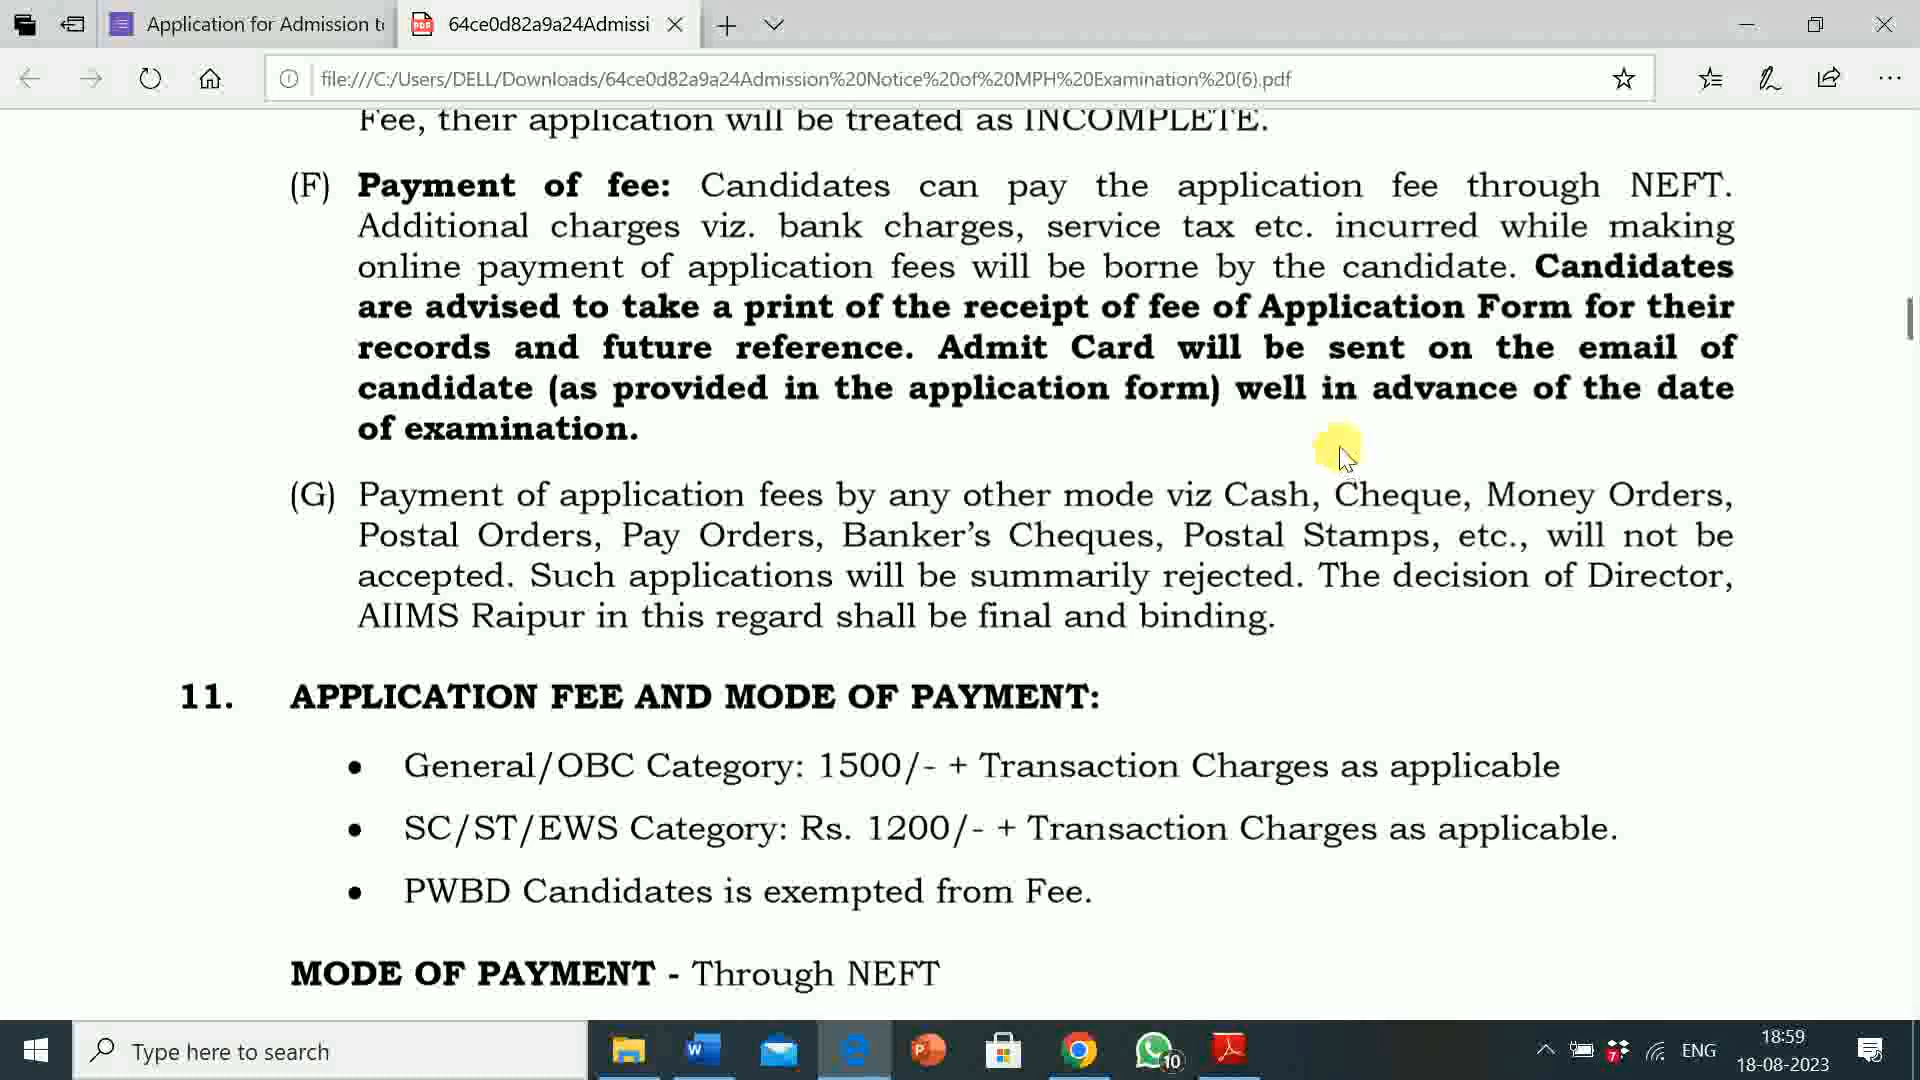 Application for Admission to
64ce0d82a9a24Admissi
file:///C:/Users/DELL/Downloads/64ce0d82a9a24Admission%20Notice%20of%20MPH%20Examination%20(6).pdf
Fee, their application will be treated as INCOMPLETE.
(F) Payment of fee: Candidates can pay the application fee through NEFT.
Additional charges viz. bank charges, service tax etc. incurred while making
online payment of application fees will be borne by the candidate. Candidates
are advised to take a print of the receipt of fee of Application Form for their
records and future reference. Admit Card will be sent on the email of
candidate (as provided in the application form) well in advance of the date
of examination.
(G) Payment of application fees by any other mode viz Cash, Cheque, Money Orders,
Postal Orders, Pay Orders, Banker’s Cheques, Postal Stamps, etc., will not be
accepted. Such applications will be summarily rejected. The decision of Director,
AIIMS Raipur in this regard shall be final and binding.
11. APPLICATION FEE AND MODE OF PAYMENT:
• General/OBC Category: 1500/- + Transaction Charges as applicable
• SC/ST/EWS Category: Rs. 1200/- + Transaction Charges as applicable.
• PWBD Candidates is exempted from Fee.
MODE OF PAYMENT - Through NEFT
Type here to search
10
7
ENG
18:59
18-08-2023